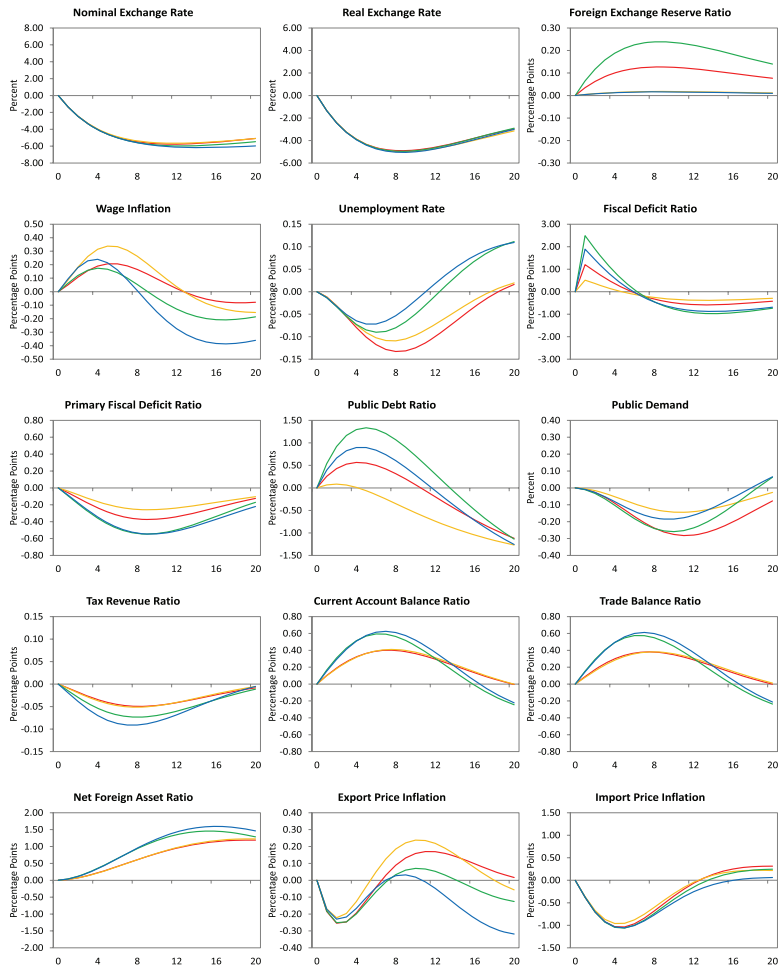 Nominal Exchange Rate Real Exchange Rate Foreign Exchange Reserve Ratio
8.00 6.00 0.30
6.00 4.00 0.20
4.00
2.00 2.00 0.10
Percent Percent Percentage Points
0.00 0.00 0.00
-2.00 -2.00 -0.10
-4.00
-6.00 -4.00 -0.20
-8.00 -6.00 -0.30
0 4 8 12 16 20 0 4 8 12 16 20 0 4 8 12 16 20
Wage Inflation Unemployment Rate Fiscal Deficit Ratio
0.50 0.15 3.00
0.40
0.30 0.10 2.00
0.20 0.05 1.00
0.10
Percentage Points Percentage Points Percentage Points
0.00 0.00 0.00
-0.10
-0.20 -0.05 -1.00
-0.30 -0.10 -2.00
-0.40
-0.50 -0.15 -3.00
0 4 8 12 16 20 0 4 8 12 16 20 0 4 8 12 16 20
Primary Fiscal Deficit Ratio Public Debt Ratio Public Demand
0.80 1.50 0.40
0.60 1.00 0.30
0.40 0.20
0.20 0.50 0.10
Percentage Points Percentage Points Percent
0.00 0.00 0.00
-0.20 -0.50 -0.10
-0.40 -0.20
-0.60 -1.00 -0.30
-0.80 -1.50 -0.40
0 4 8 12 16 20 0 4 8 12 16 20 0 4 8 12 16 20
Tax Revenue Ratio Current Account Balance Ratio Trade Balance Ratio
0.15 0.80 0.80
0.10 0.60 0.60
0.40 0.40
0.05 0.20 0.20
Percentage Points Percentage Points Percentage Points
0.00 0.00 0.00
-0.05 -0.20 -0.20
-0.40 -0.40
-0.10 -0.60 -0.60
-0.15 -0.80 -0.80
0 4 8 12 16 20 0 4 8 12 16 20 0 4 8 12 16 20
Net Foreign Asset Ratio Export Price Inflation Import Price Inflation
2.00 0.40 1.50
1.50 0.30 1.00
1.00 0.20
0.50 0.10 0.50
Percentage Points Percentage Points Percentage Points
0.00 0.00 0.00
-0.50 -0.10 -0.50
-1.00 -0.20
-1.50 -0.30 -1.00
-2.00 -0.40 -1.50
0 4 8 12 16 20 0 4 8 12 16 20 0 4 8 12 16 20